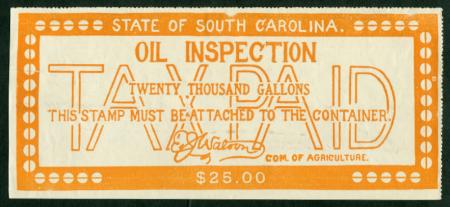 STATE OF SOUTH CAROLINA.
OIL INSPECTION
TAX PAID
TWENTY THOUSAND GALLONS
THIS STAMP MUST BE ATTACHED TO THE CONTAINER.
COM. OF AGRICULTURE.
$25.00